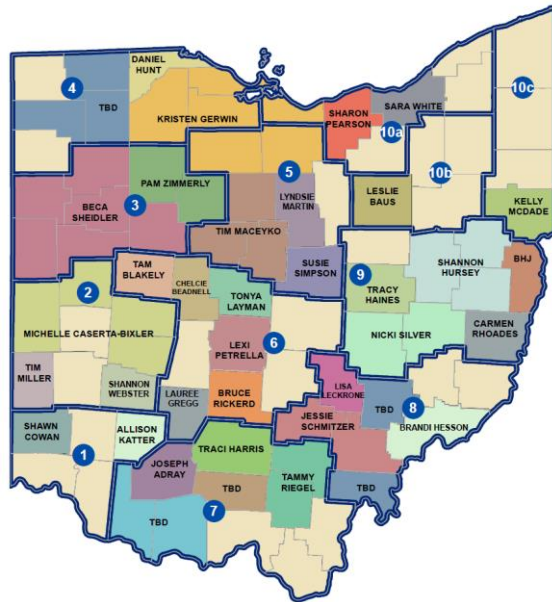 DANIEL
HUNT
4
TBD
KRISTEN GERWIN
SHARON
PEARSON
SARA WHITE
10a
10c
10b
PAM ZIMMERLY
BECA
SHEIDLER
3
5
LYNDSIE
MARTIN
TIM MACEYKO
LESLIE
BAUS
KELLY
MCDADE
SUSIE
SIMPSON
TAM
BLAKELY
CHELCIE
BEADNELL
TONYA
LAYMAN
9
TRACY
HAINES
SHANNON
HURSEY
BHJ
2
MICHELLE CASERTA-BIXLER
6
LEXI
PETRELLA
NICKI SILVER
CARMEN
RHOADES
TIM
MILLER
SHANNON
WEBSTER
LAUREE
GREGG
BRUCE
RICKERD
LISA
LECKRONE
TBD
8
JESSIE
SCHMITZER
BRANDI HESSON
SHAWN
COWAN
1
ALLISON
KATTER
JOSEPH
ADRAY
TRACI HARRIS
TBD
TAMMY
RIEGEL
TBD
TBD
7